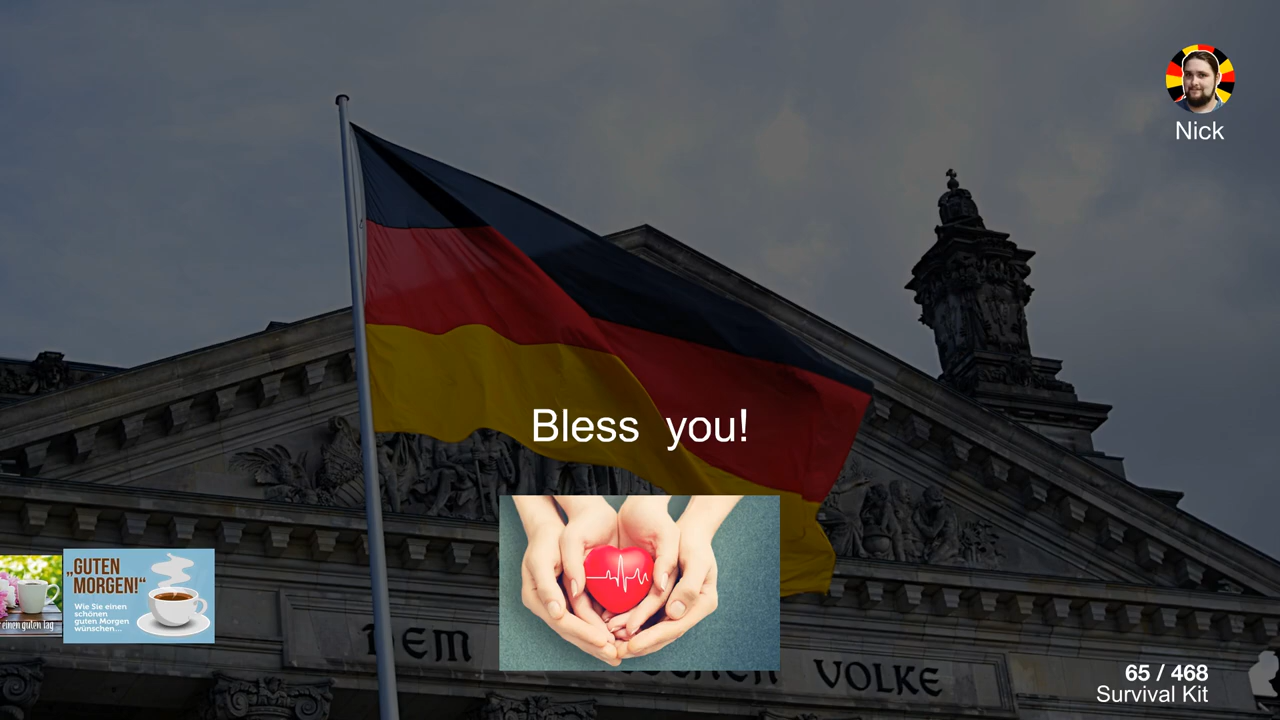 Nick
Bless you!
„GUTEN
MORGEN!“
Wie Sie einen
schönen
guten Morgen
wünschen...
einen guten Tag
DEM
VOLKE
65 / 468
Survival Kit